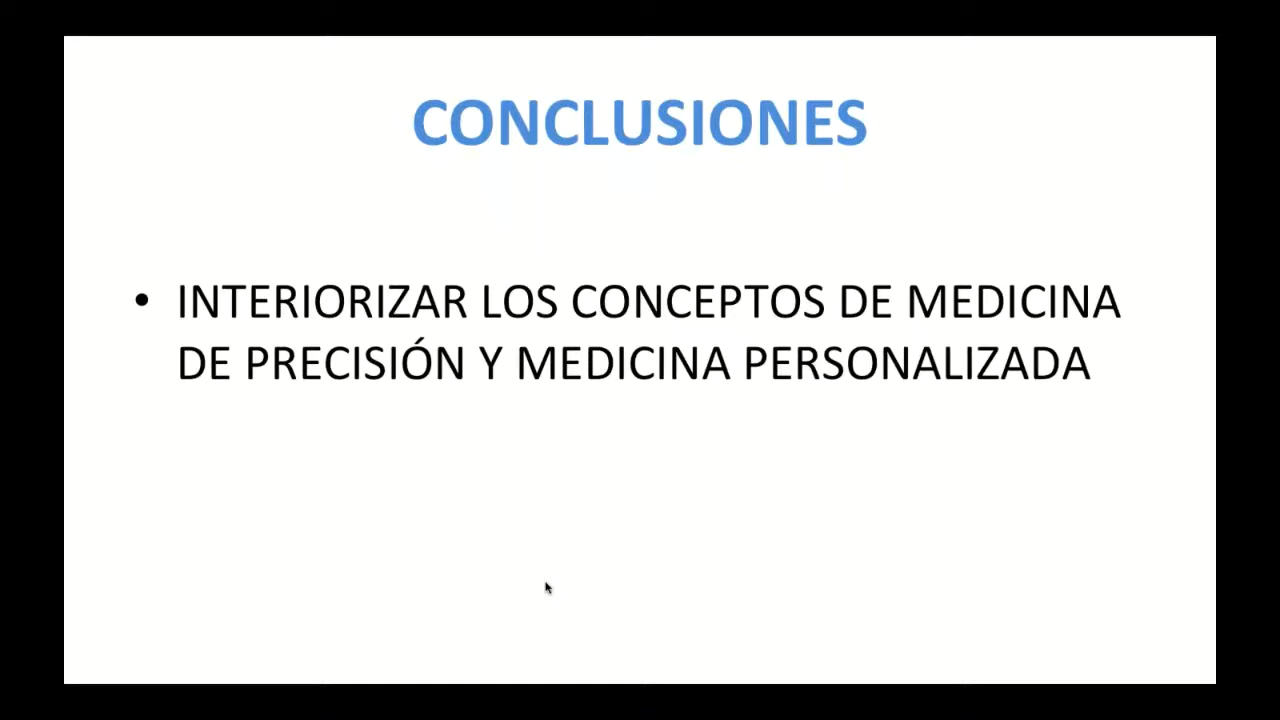 CONCLUSIONES
• INTERIORIZAR LOS CONCEPTOS DE MEDICINA
DE PRECISIÓN Y MEDICINA PERSONALIZADA